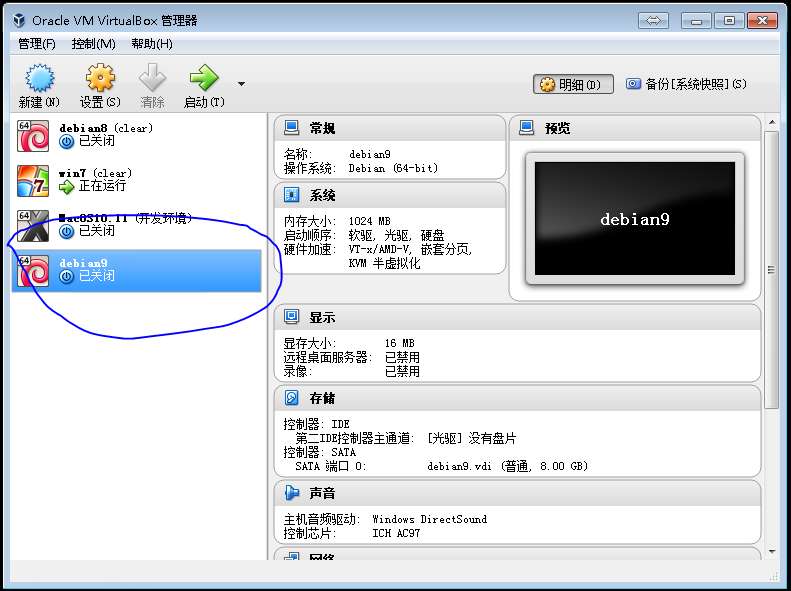 Oracle VM VirtualBox 管理器
管理(F) 控制(M) 帮助(H)
新建(N) 设置(S) 清除 启动(T) 明细(D) 备份[系统快照](S)
64 debian8 (clear)
已关闭
7 win7 (clear)
正在运行
64 X MacOS10.11 (开发环境)
已关闭
64 debian9
已关闭
常规
名称: debian9
操作系统: Debian (64-bit)
系统
内存大小: 1024 MB
启动顺序: 软驱, 光驱, 硬盘
硬件加速: VT-x/AMD-V, 嵌套分页,
KVM 半虚拟化
预览
debian9
显示
显存大小: 16 MB
远程桌面服务器: 已禁用
录像: 已禁用
存储
控制器: IDE
第二IDE控制器主通道: [光驱] 没有盘片
控制器: SATA
SATA 端口 0: debian9.vdi (普通, 8.00 GB)
声音
主机音频驱动: Windows DirectSound
控制芯片: ICH AC97
网络